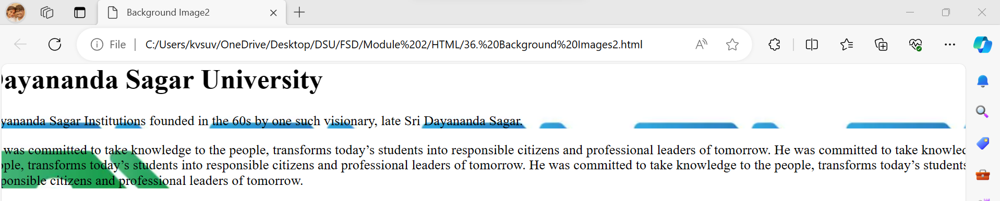 Background Image2
File
C:/Users/kvsuv/OneDrive/Desktop/DSU/FSD/Module%202/HTML/36.%20Background%20Images2.html
ayananda Sagar University
yananda Sagar Institutions founded in the 60s by one such visionary, late Sri Dayananda Sagar.
was committed to take knowledge to the people, transforms today’s students into responsible citizens and professional leaders of tomorrow. He was committed to take knowled
ple, transforms today’s students into responsible citizens and professional leaders of tomorrow. He was committed to take knowledge to the people, transforms today’s students
ponsible citizens and professional leaders of tomorrow.